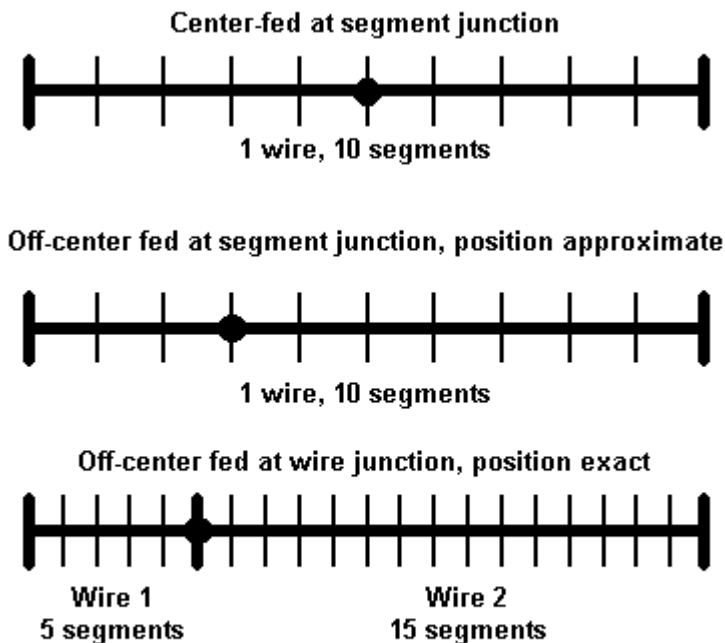 Center-fed at segment junction
1 wire, 10 segments
Off-center fed at segment junction, position approximate
1 wire, 10 segments
Off-center fed at wire junction, position exact
Wire 1
5 segments
Wire 2
15 segments